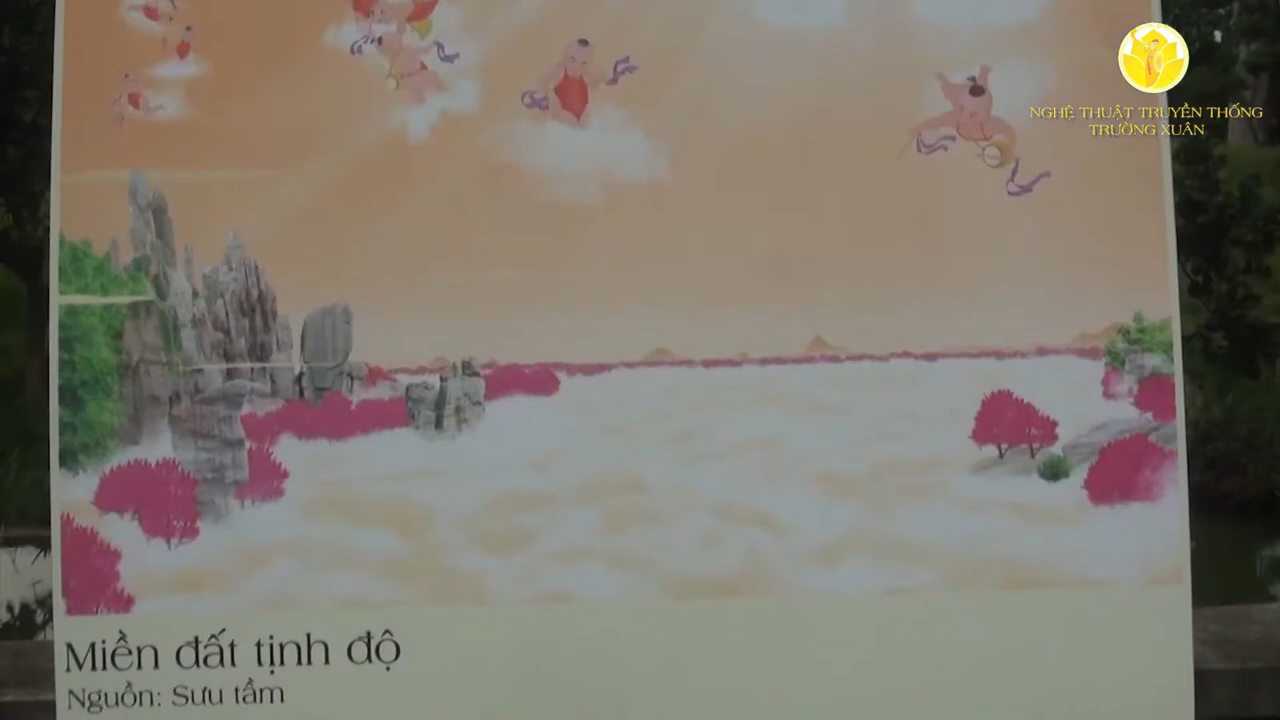 NGHỆ THUẬT TRUYỀN THỐNG
TRƯỜNG XUÂN
Miền đất tịnh độ
Nguồn: Sưu tầm